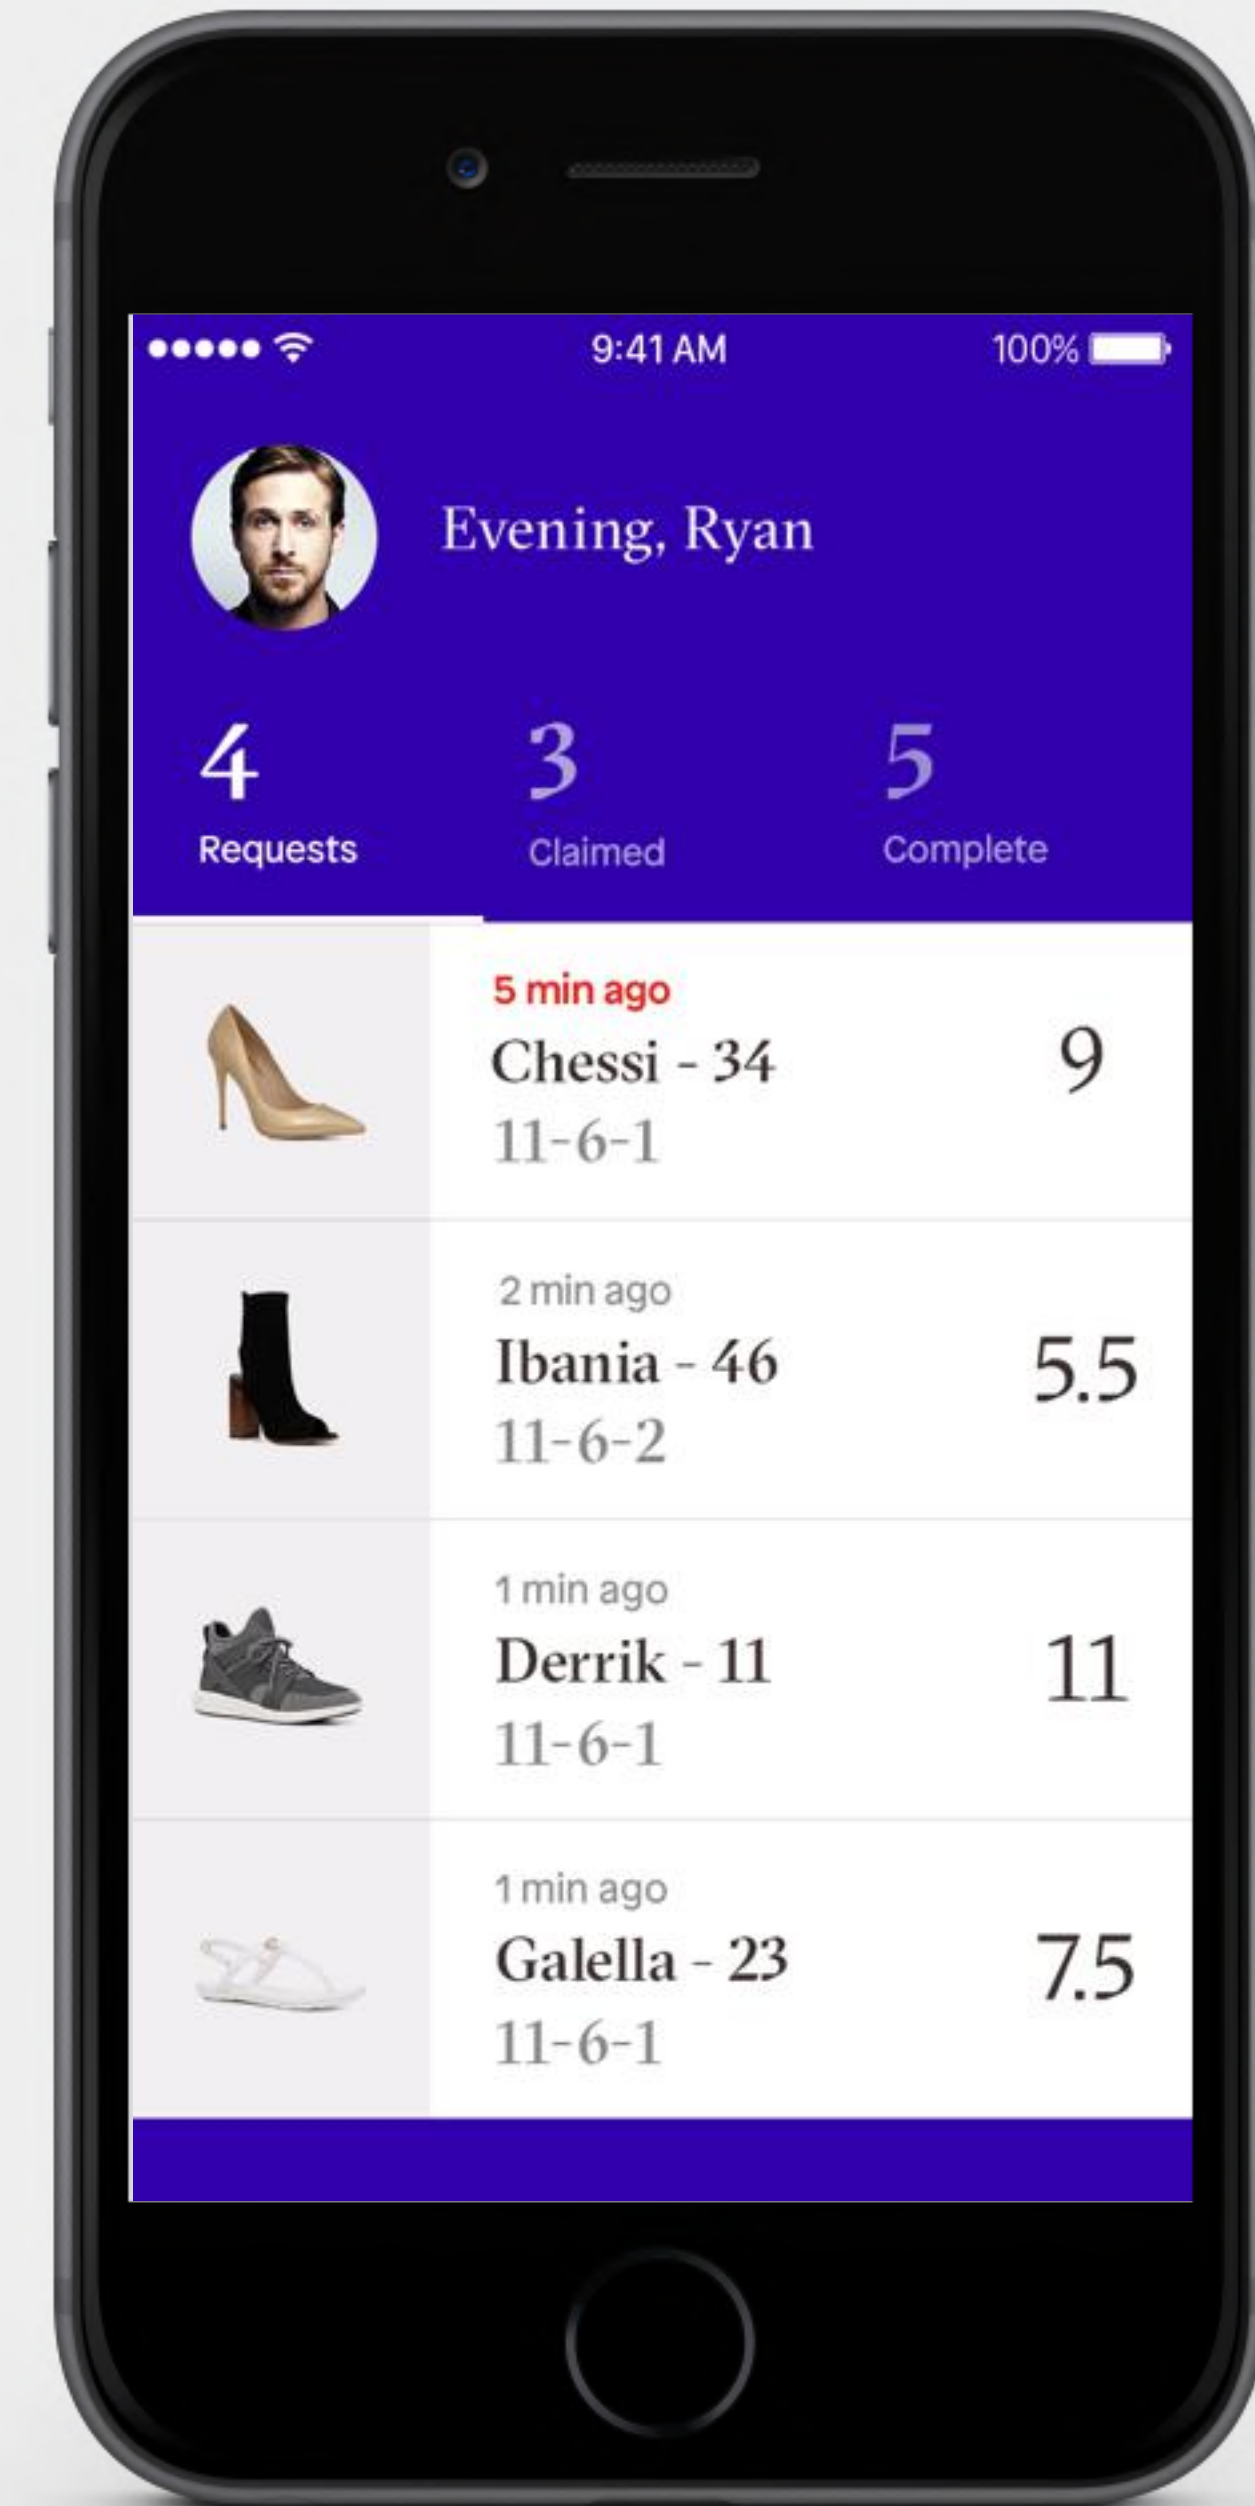 9:41 AM
100%
Evening, Ryan
4
3
5
Requests
Claimed
Complete
5 min ago
Chessi - 34
9
11-6-1
2 min ago
Ibania - 46
5.5
11-6-2
1 min ago
Derrik - 11
11
11-6-1
1 min ago
Galella - 23
7.5
11-6-1